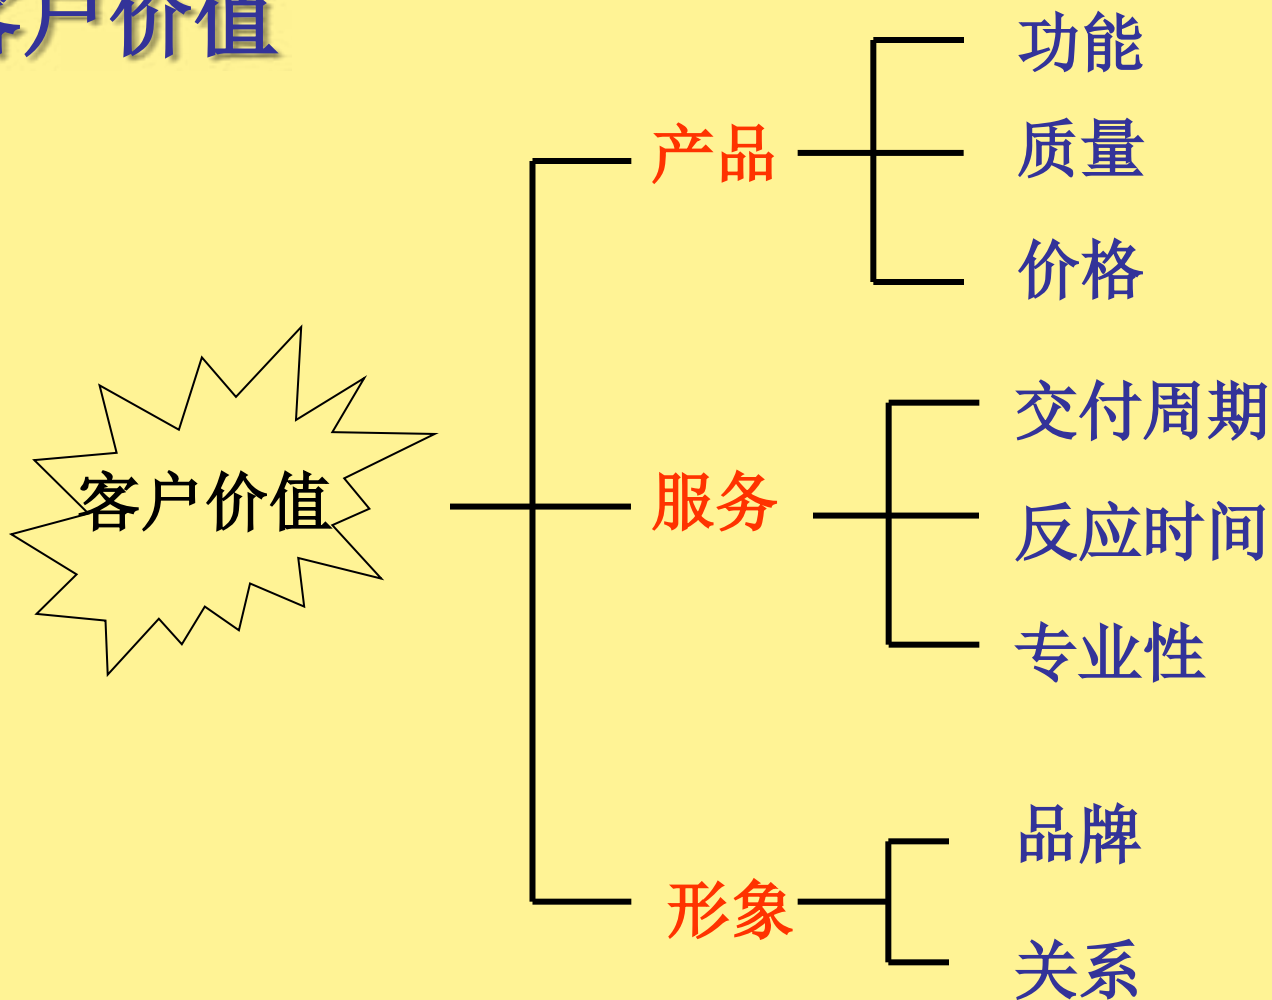 客户价值
功能
产品
质量
价格
交付周期
客户价值
服务
反应时间
专业性
品牌
形象
关系